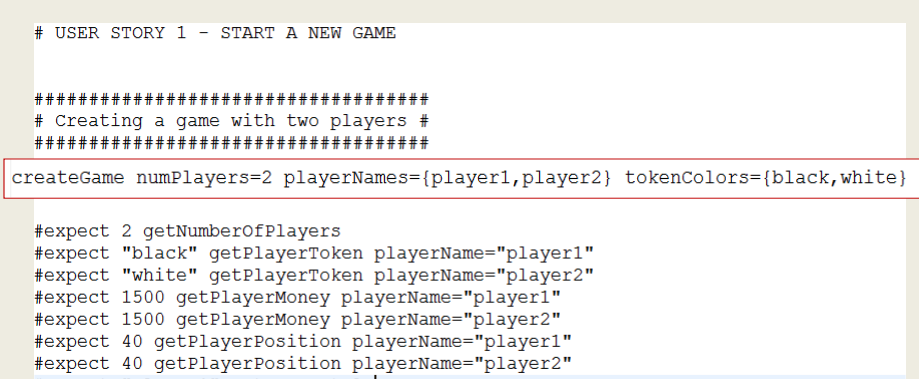 # USER STORY 1 - START A NEW GAME
####################################
# Creating a game with two players #
####################################
createGame numPlayers=2 playerNames={player1,player2} tokenColors={black,white}
#expect 2 getNumberOfPlayers
#expect "black" getPlayerToken playerName="player1"
#expect "white" getPlayerToken playerName="player2"
#expect 1500 getPlayerMoney playerName="player1"
#expect 1500 getPlayerMoney playerName="player2"
#expect 40 getPlayerPosition playerName="player1"
#expect 40 getPlayerPosition playerName="player2"